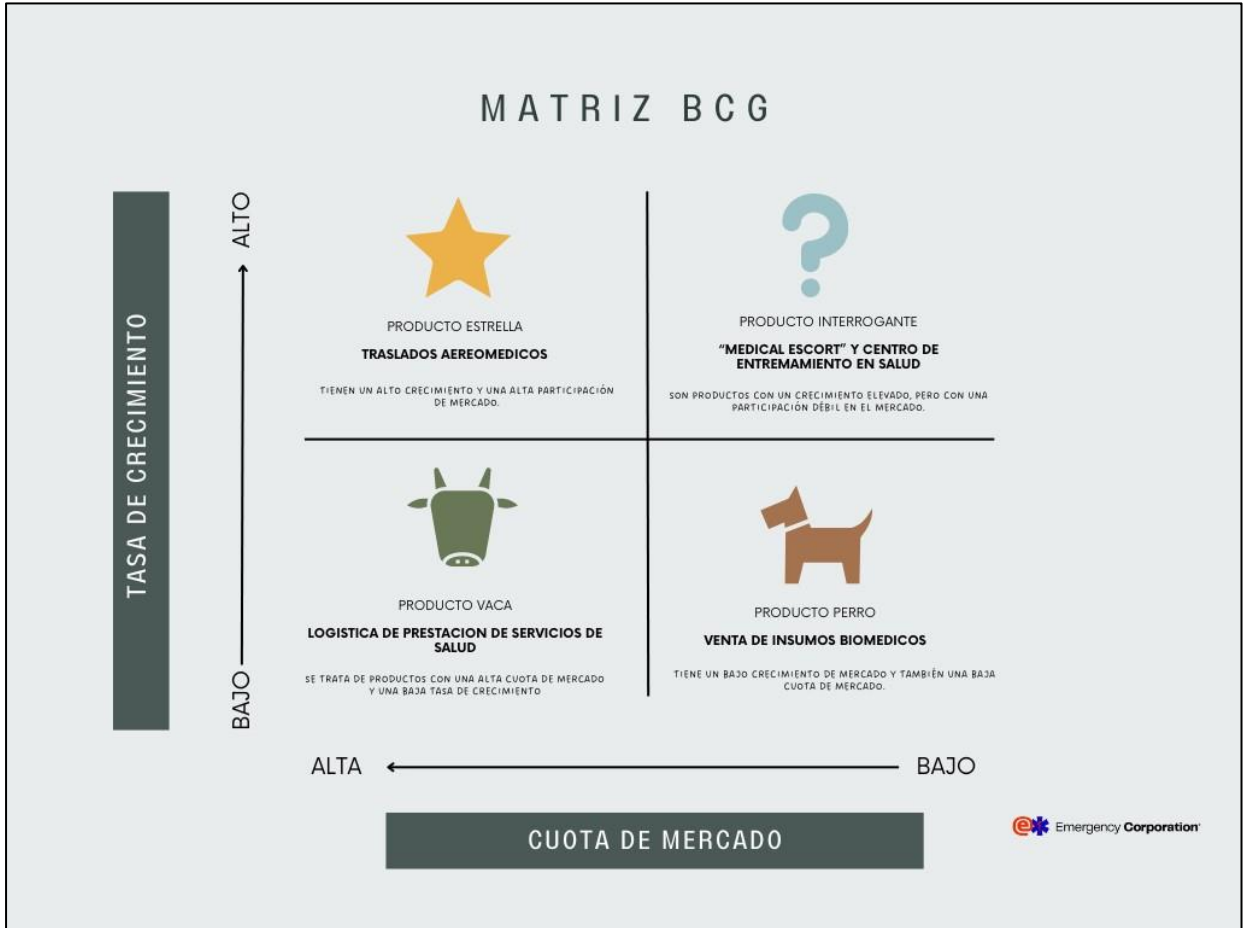 MATRIZ BCG
TASA DE CRECIMIENTO
ALTO
BAJO
PRODUCTO ESTRELLA
TRASLADOS AEREOMEDICOS
TIENEN UN ALTO CRECIMIENTO Y UNA ALTA PARTICIPACIÓN
DE MERCADO.
PRODUCTO INTERROGANTE
“MEDICAL ESCORT” Y CENTRO DE
ENTREMAMIENTO EN SALUD
SON PRODUCTOS CON UN CRECIMIENTO ELEVADO, PERO CON UNA
PARTICIPACIÓN DÉBIL EN EL MERCADO.
PRODUCTO VACA
LOGISTICA DE PRESTACION DE SERVICIOS DE
SALUD
SE TRATA DE PRODUCTOS CON UNA ALTA CUOTA DE MERCADO
Y UNA BAJA TASA DE CRECIMIENTO
PRODUCTO PERRO
VENTA DE INSUMOS BIOMEDICOS
TIENE UN BAJO CRECIMIENTO DE MERCADO Y TAMBIÉN UNA BAJA
CUOTA DE MERCADO.
ALTA
BAJO
CUOTA DE MERCADO
Emergency Corporation